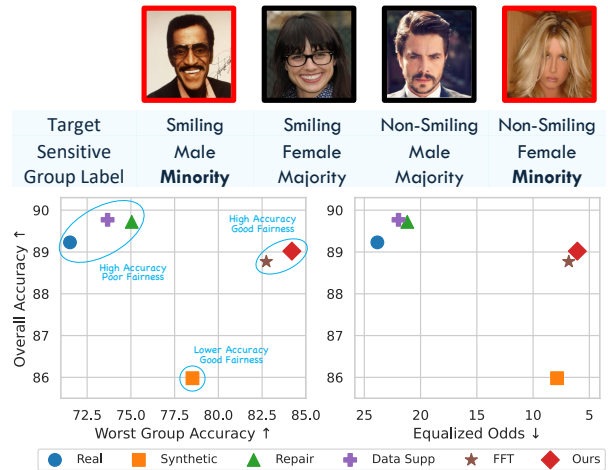 Target Smiling Smiling Non-Smiling Non-Smiling
Sensitive Male Female Male Female
Group Label Minority Majority Majority Minority
90
89
88
87
86
Overall Accuracy ↑
High Accuracy
Poor Fairness
High Accuracy
Good Fairness
Lower Accuracy
Good Fairness
72.5 75.0 77.5 80.0 82.5 85.0
Worst Group Accuracy ↑
90
89
88
87
86
25 20 15 10 5
Equalized Odds ↓
Real Synthetic Repair Data Supp FFT Ours